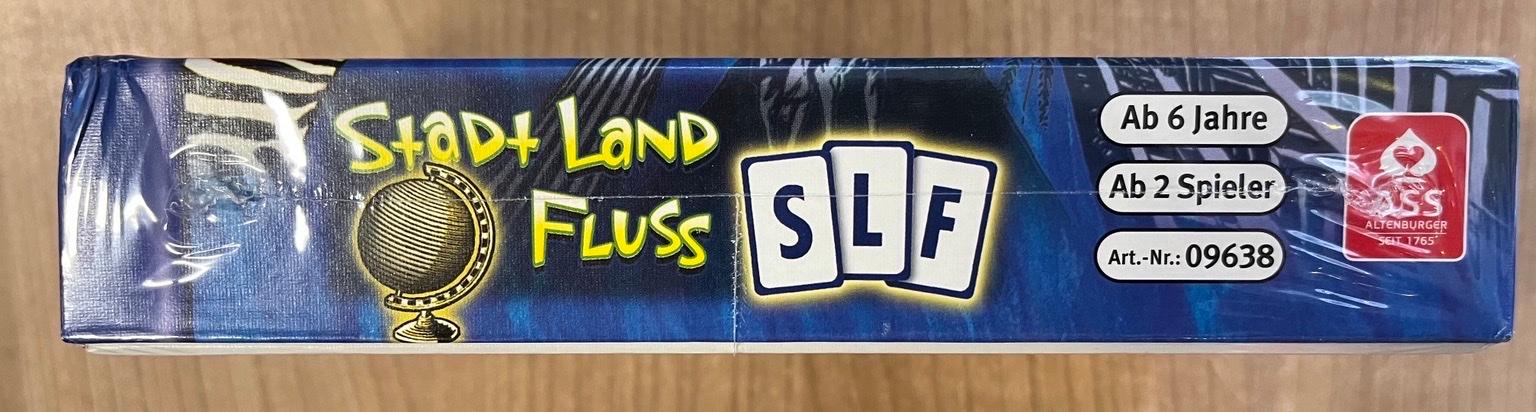 Stadt Land
Fluss
S L F
Ab 6 Jahre
Ab 2 Spieler
Art.-Nr.: 09638
ASS
ALTENBURGER
SEIT 1765